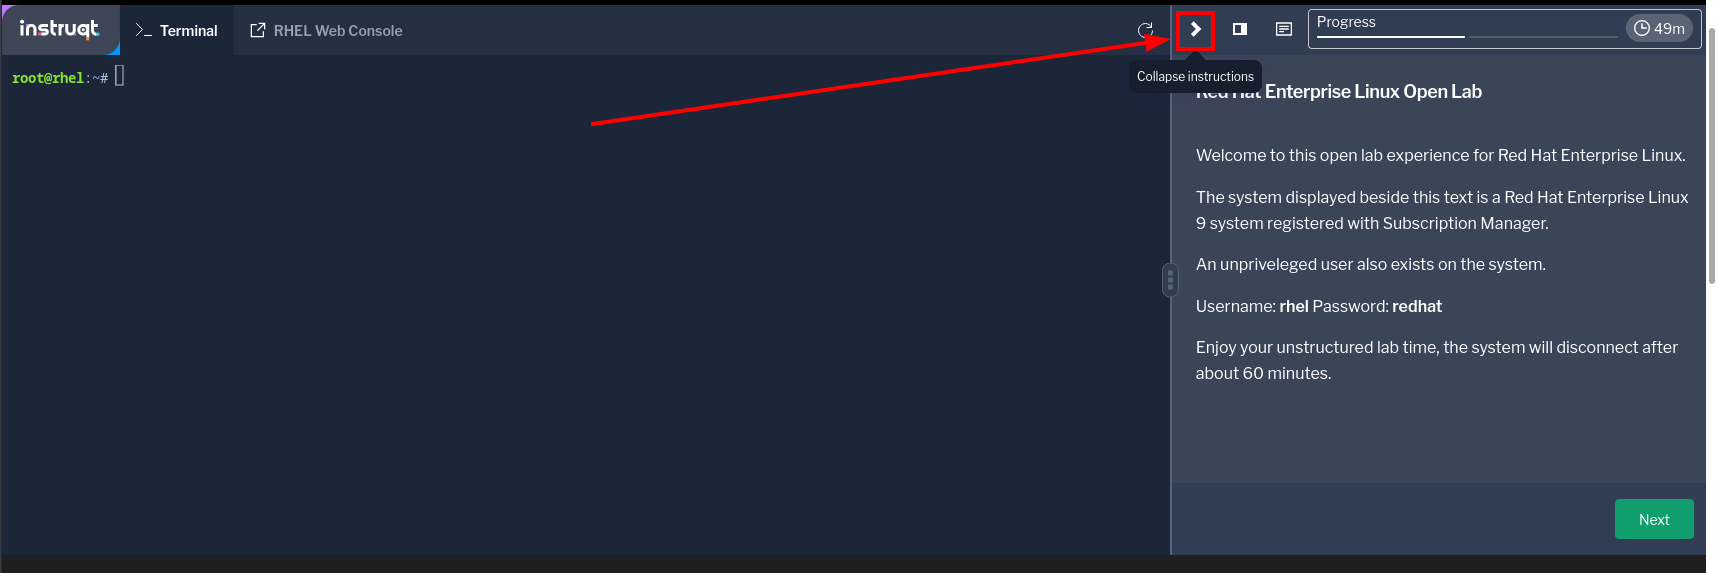 instruqt
>_ Terminal
RHEL Web Console
Progress
49m
root@rhel:~#
Collapse instructions
Red Hat Enterprise Linux Open Lab
Welcome to this open lab experience for Red Hat Enterprise Linux.
The system displayed beside this text is a Red Hat Enterprise Linux
9 system registered with Subscription Manager.
An unpriveleged user also exists on the system.
Username: rhel Password: redhat
Enjoy your unstructured lab time, the system will disconnect after
about 60 minutes.
Next